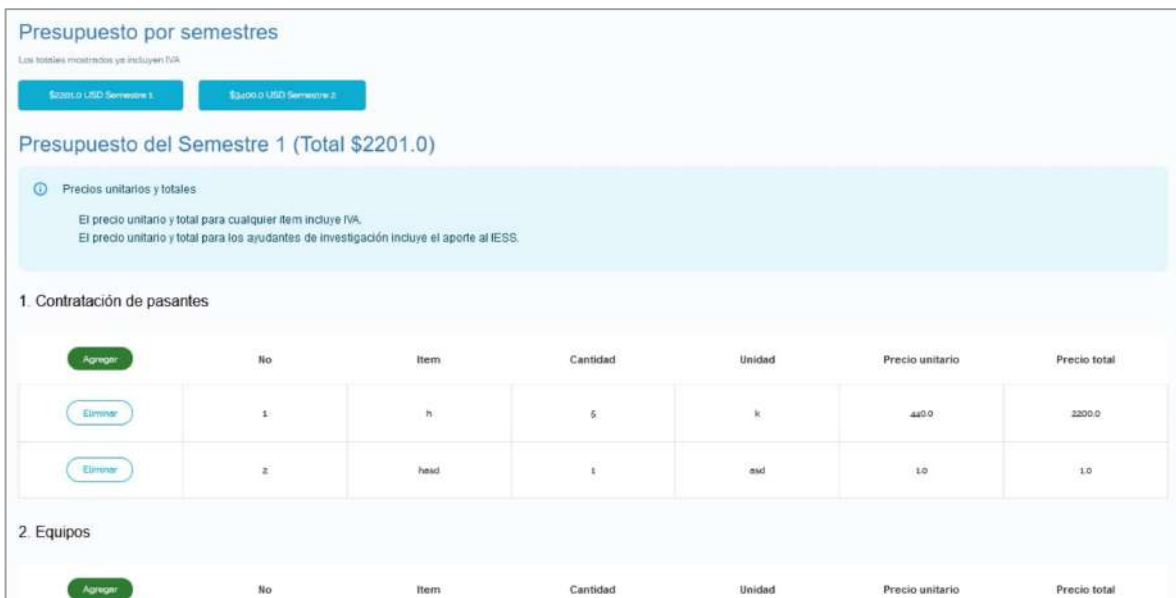 Presupuesto por semestres
Los totales mostrados ya incluyen IVA
$2201.0 USD Semestre 1 $3400.0 USD Semestre 2
Presupuesto del Semestre 1 (Total $2201.0)
Precios unitarios y totales
El precio unitario y total para cualquier item incluye IVA.
El precio unitario y total para los ayudantes de investigación incluye el aporte al IESS.
1. Contratación de pasantes
Agregar No Item Cantidad Unidad Precio unitario Precio total
Eliminar 1 h 5 k 440.0 2200.0
Eliminar 2 hasd 1 asd 1.0 1.0
2. Equipos
Agregar No Item Cantidad Unidad Precio unitario Precio total